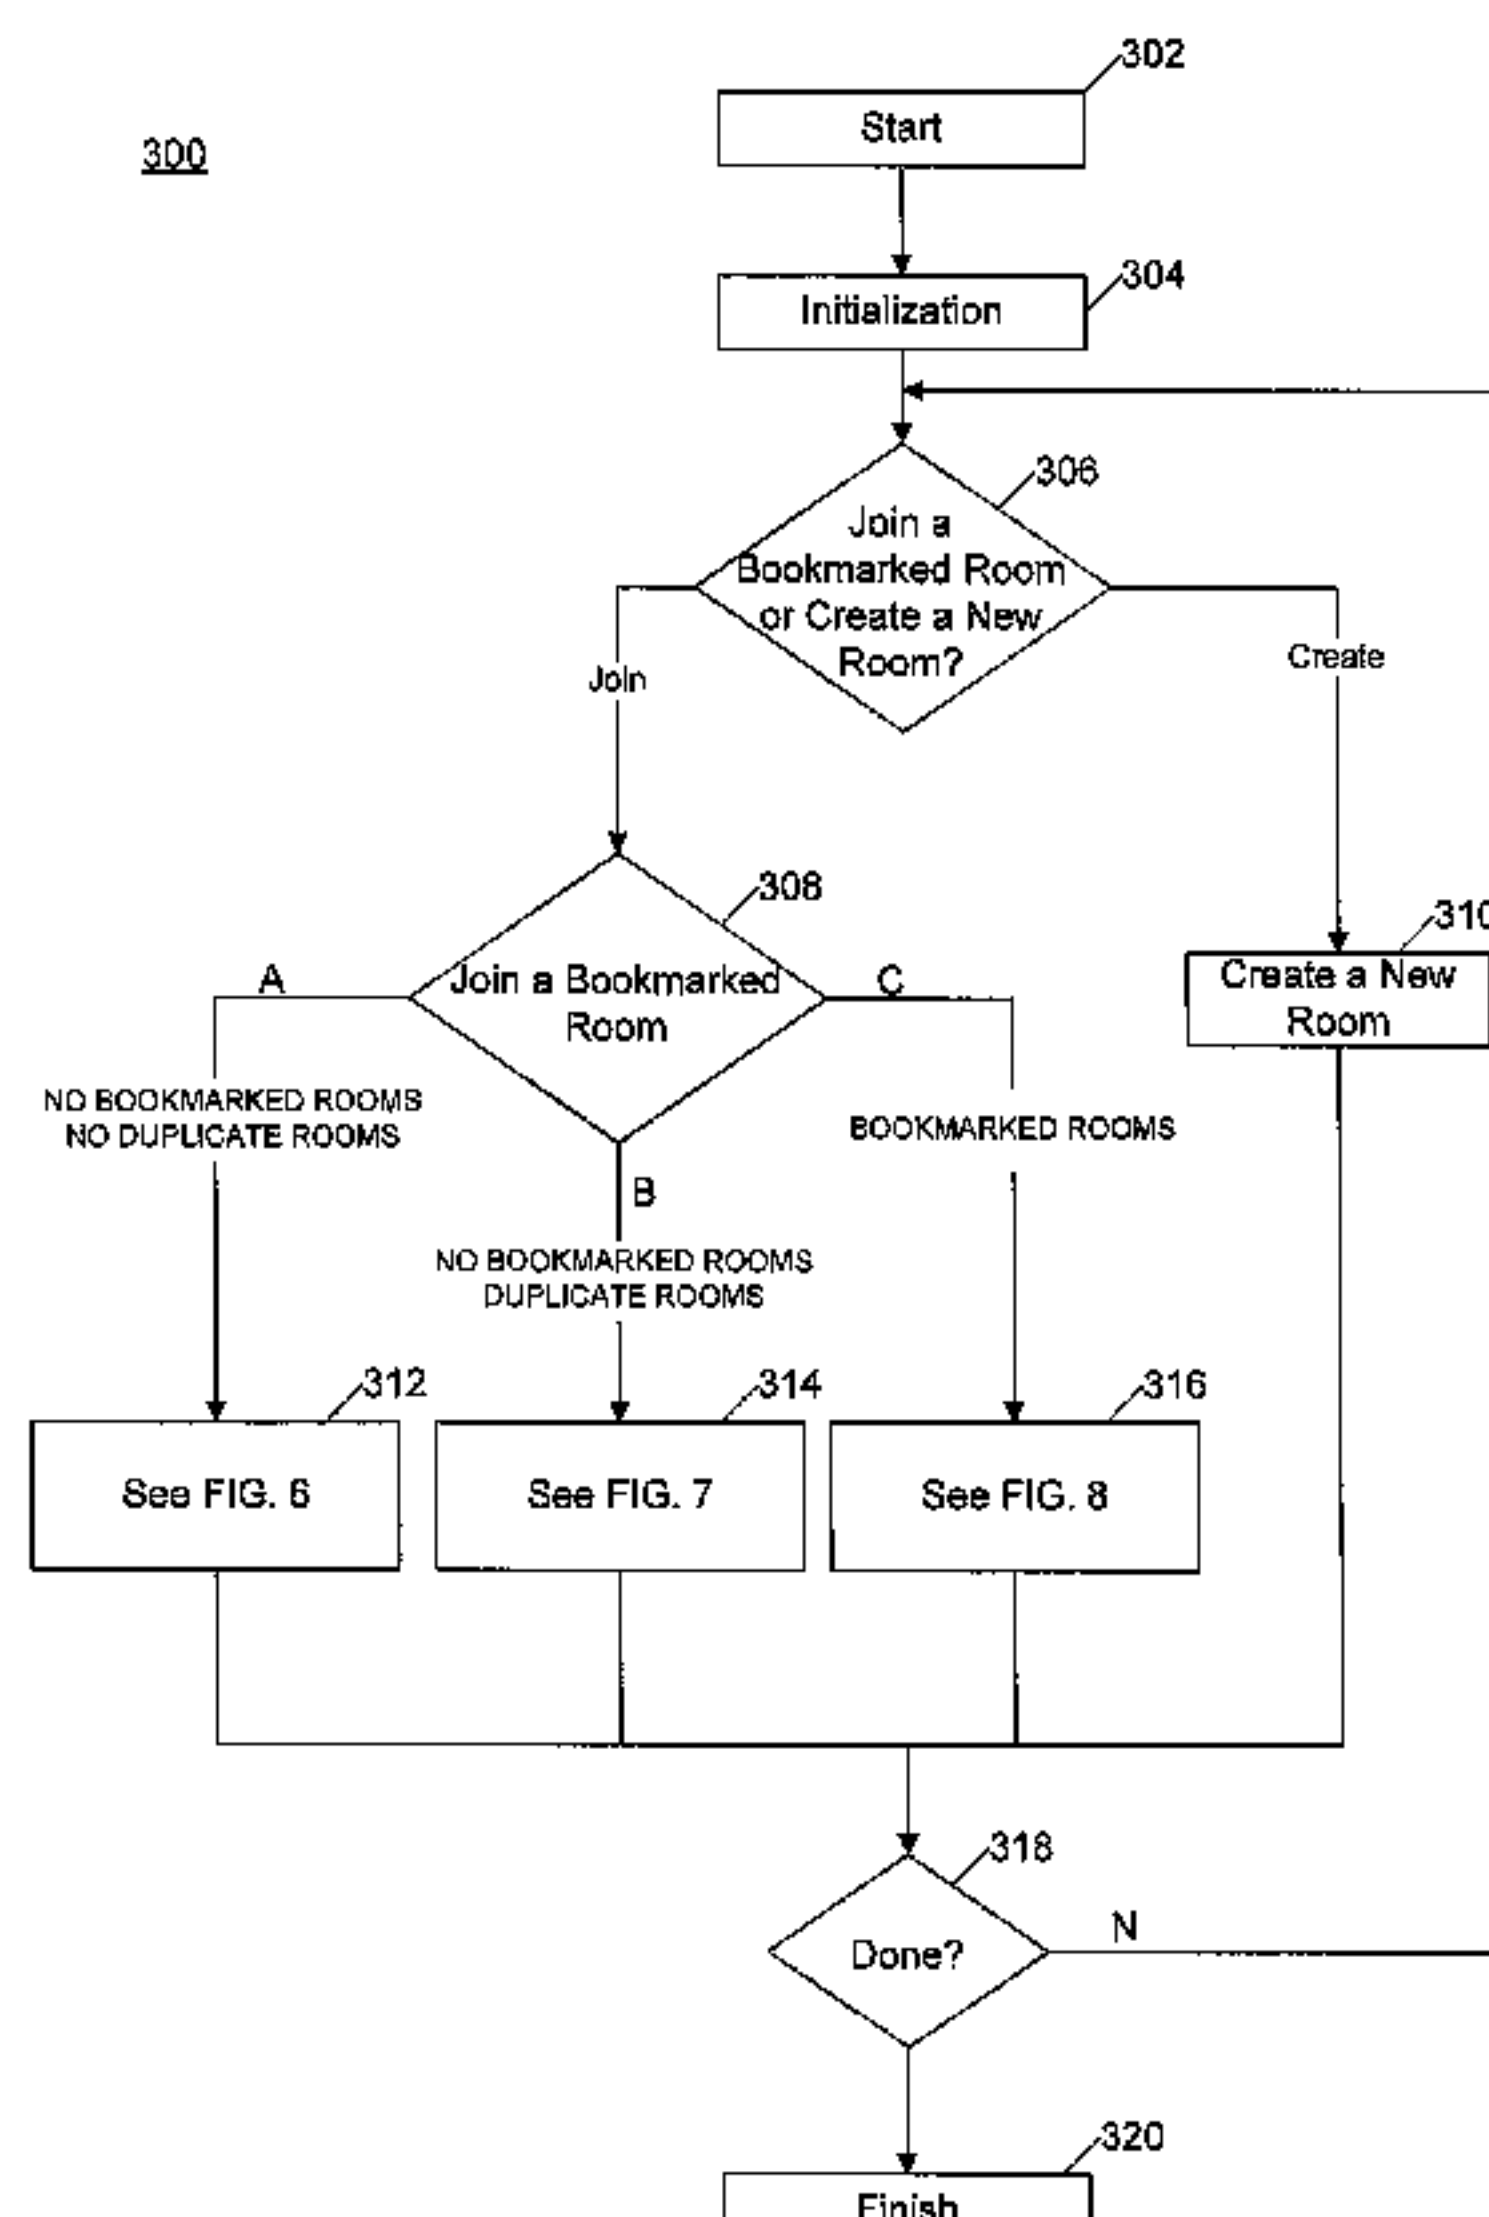 302
Start
300
304
Initialization
306
Join a
Bookmarked Room
or Create a New
Room?
Join
Create
308
310
Join a Bookmarked
Room
A
C
Create a New
Room
NO BOOKMARKED ROOMS
NO DUPLICATE ROOMS
BOOKMARKED ROOMS
B
NO BOOKMARKED ROOMS
DUPLICATE ROOMS
312
314
316
See FIG. 6
See FIG. 7
See FIG. 8
318
Done?
N
320
Finish